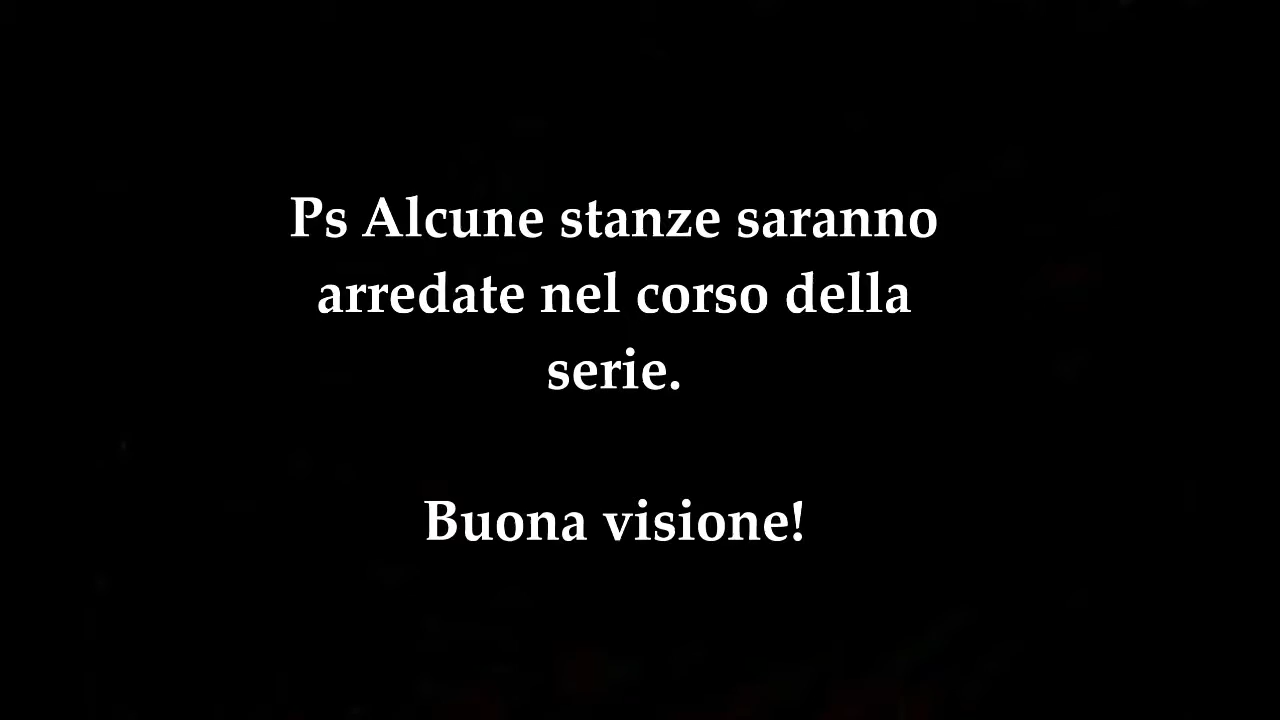 Ps Alcune stanze saranno
arredate nel corso della
serie.
Buona visione!